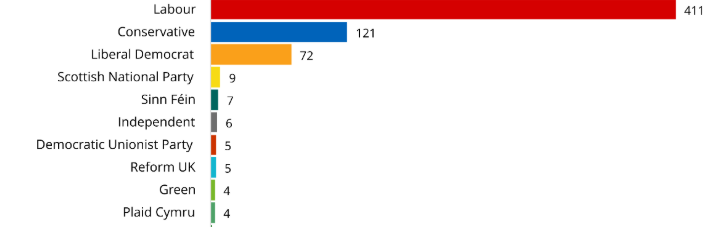 Labour 411
Conservative 121
Liberal Democrat 72
Scottish National Party 9
Sinn Féin 7
Independent 6
Democratic Unionist Party 5
Reform UK 5
Green 4
Plaid Cymru 4